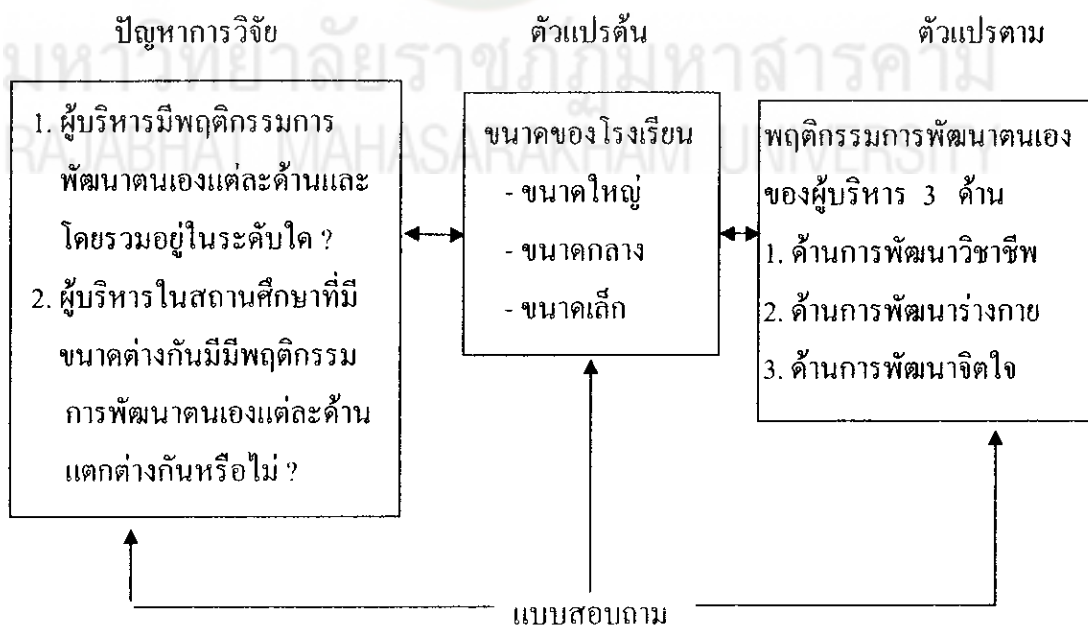 ปัญหาการวิจัย
ตัวแปรต้น
ตัวแปรตาม
มหาวิทยาลัยราชภัฏมหาสารคาม
RAJABHAT MAHASARAKHAM UNIVERSITY
1. ผู้บริหารมีพฤติกรรมการ
พัฒนาตนเองแต่ละด้านและ
โดยรวมอยู่ในระดับใด ?
2. ผู้บริหารในสถานศึกษาที่มี
ขนาดต่างกันมีมีพฤติกรรม
การพัฒนาตนเองแต่ละด้าน
แตกต่างกันหรือไม่ ?
ขนาดของโรงเรียน
- ขนาดใหญ่
- ขนาดกลาง
- ขนาดเล็ก
พฤติกรรมการพัฒนาตนเอง
ของผู้บริหาร 3 ด้าน
1. ด้านการพัฒนาวิชาชีพ
2. ด้านการพัฒนาร่างกาย
3. ด้านการพัฒนาจิตใจ
แบบสอบถาม